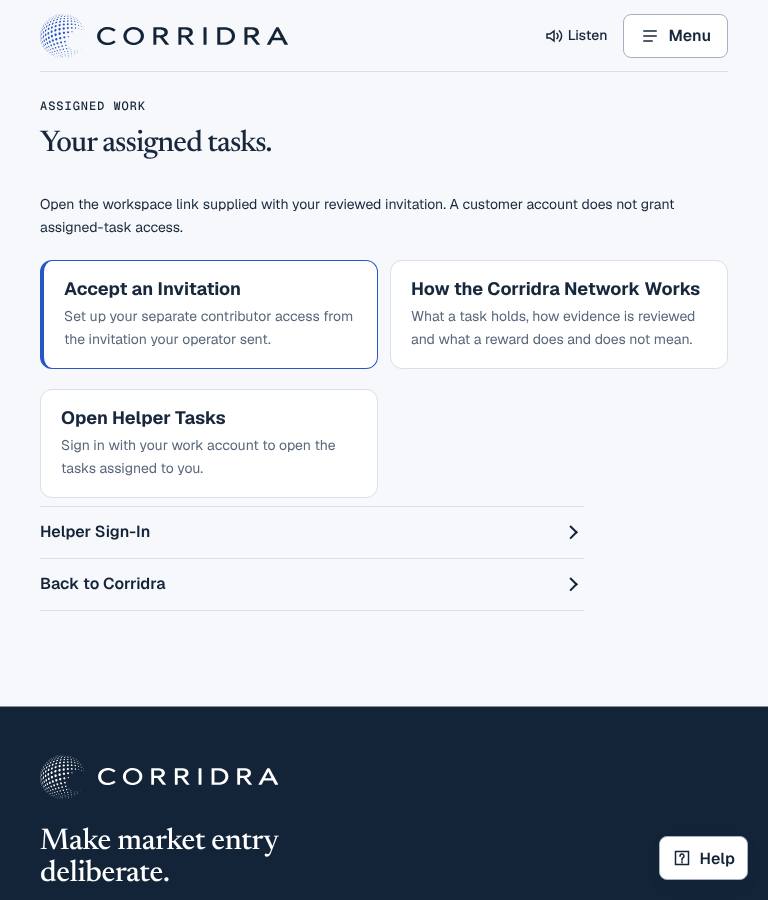 CORRIDRA
Listen
Menu
ASSIGNED WORK
Your assigned tasks.
Open the workspace link supplied with your reviewed invitation. A customer account does not grant
assigned-task access.
Accept an Invitation
Set up your separate contributor access from
the invitation your operator sent.
How the Corridra Network Works
What a task holds, how evidence is reviewed
and what a reward does and does not mean.
Open Helper Tasks
Sign in with your work account to open the
tasks assigned to you.
Helper Sign-In
Back to Corridra
CORRIDRA
Make market entry
deliberate.
Help